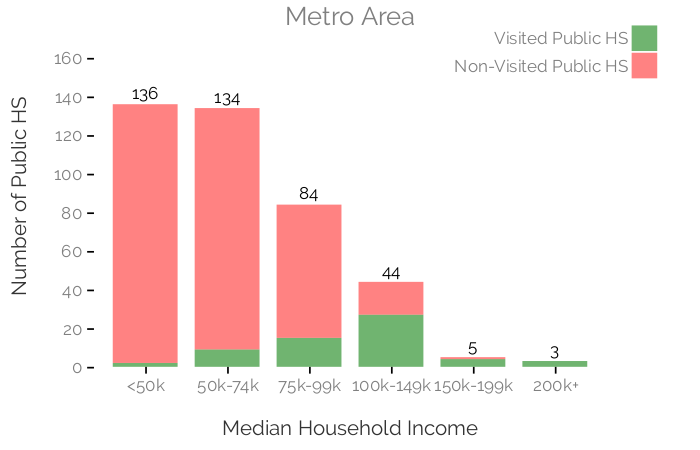 Metro Area
Visited Public HS
Non-Visited Public HS
Number of Public HS
160
140
120
100
80
60
40
20
0
136
134
84
44
5
3
<50k
50k-74k
75k-99k
100k-149k
150k-199k
200k+
Median Household Income